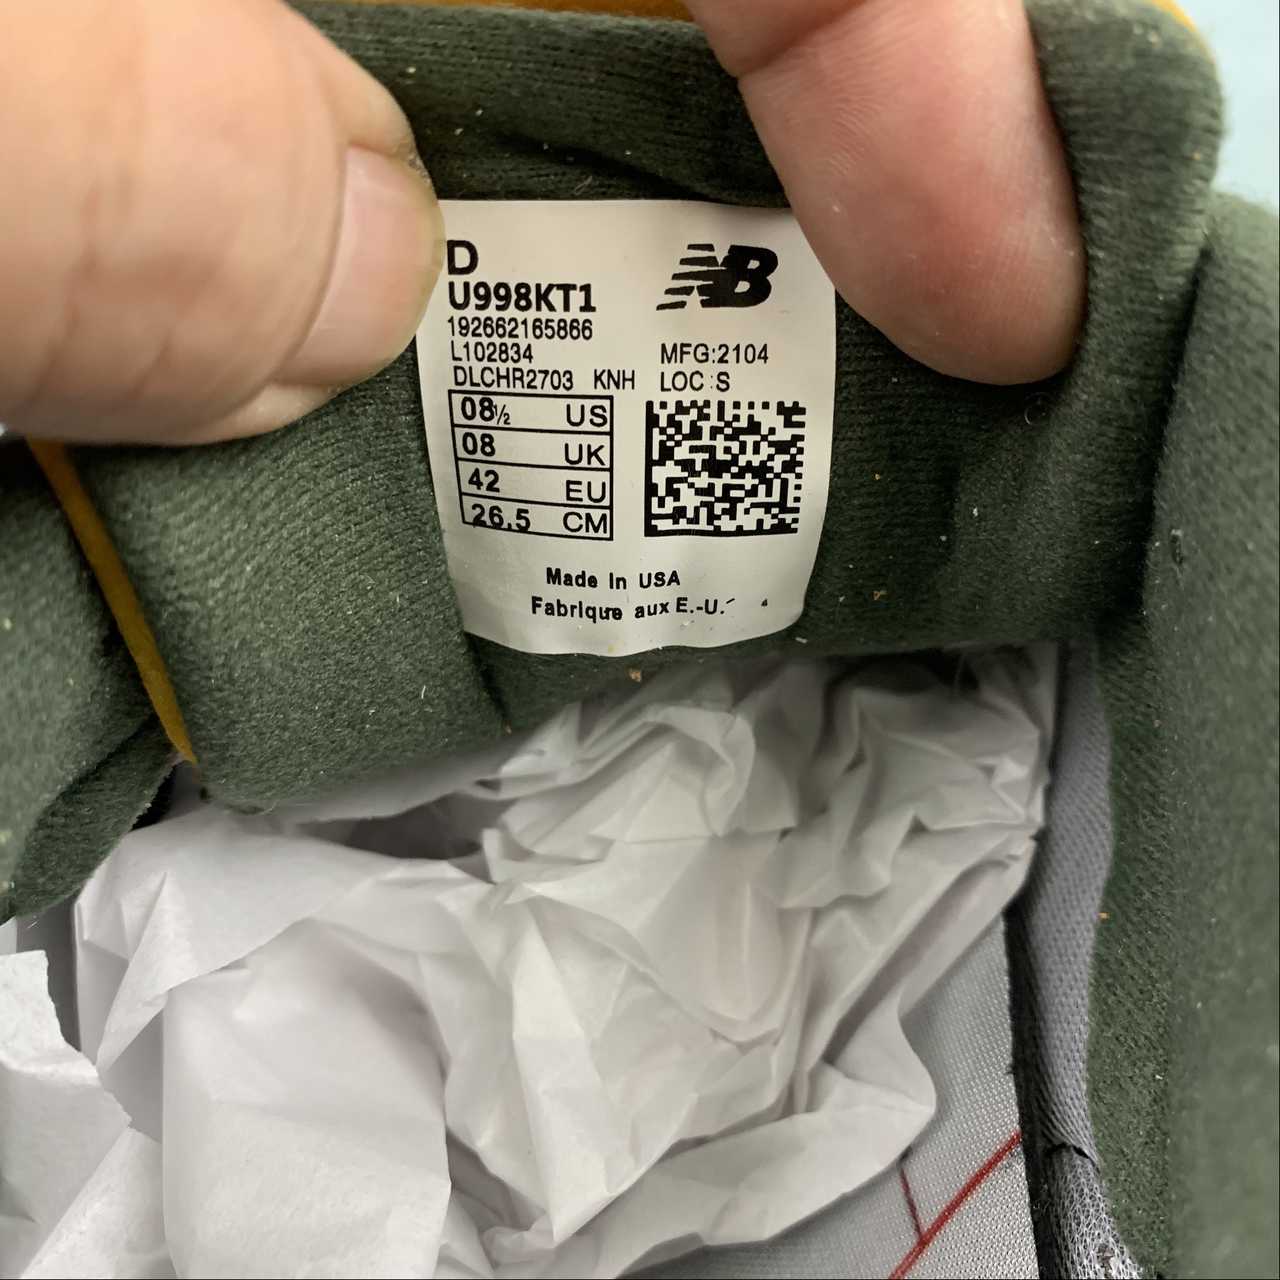 D
NB
U998KT1
192662165866
L102834
MFG:2104
DLCHR2703 KNH
LOC:S
08½ US
08 UK
42 EU
26.5 CM
Made In USA
Fabrique aux E.-U.